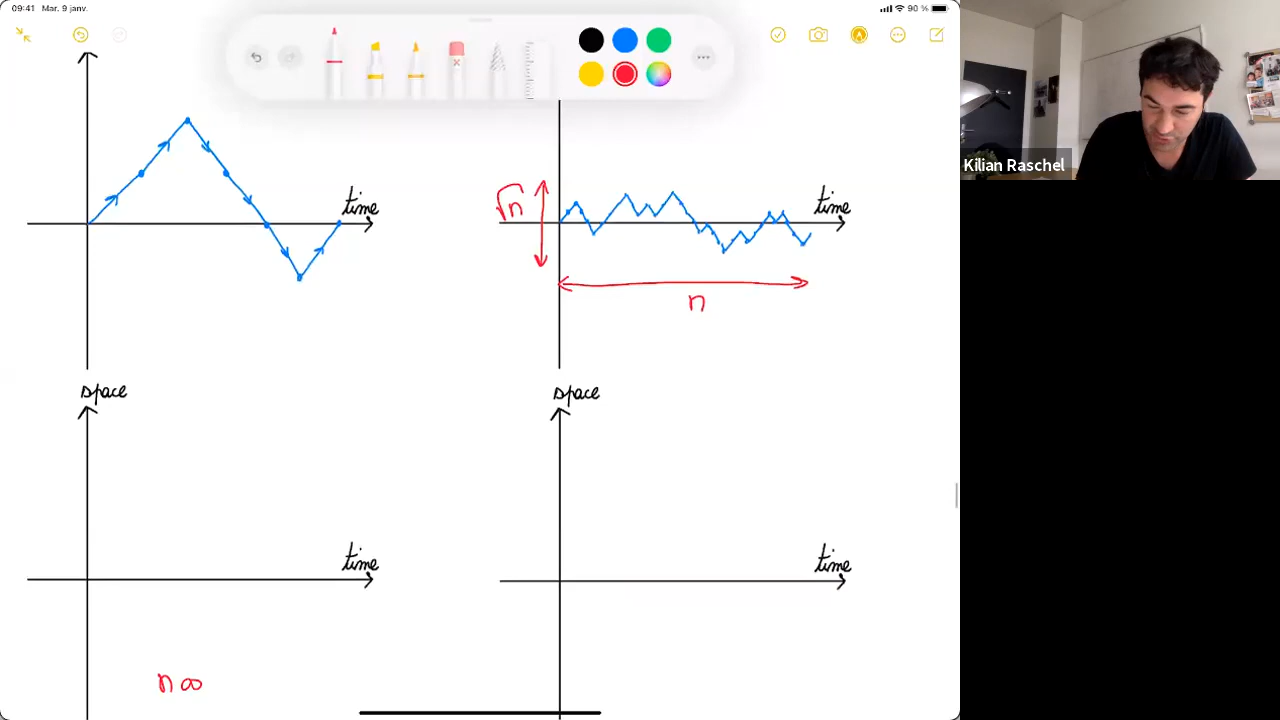 09:41 Mar. 9 janv.
90 %
time
√n
time
n
Kilian Raschel
space
space
time
time
n ∞